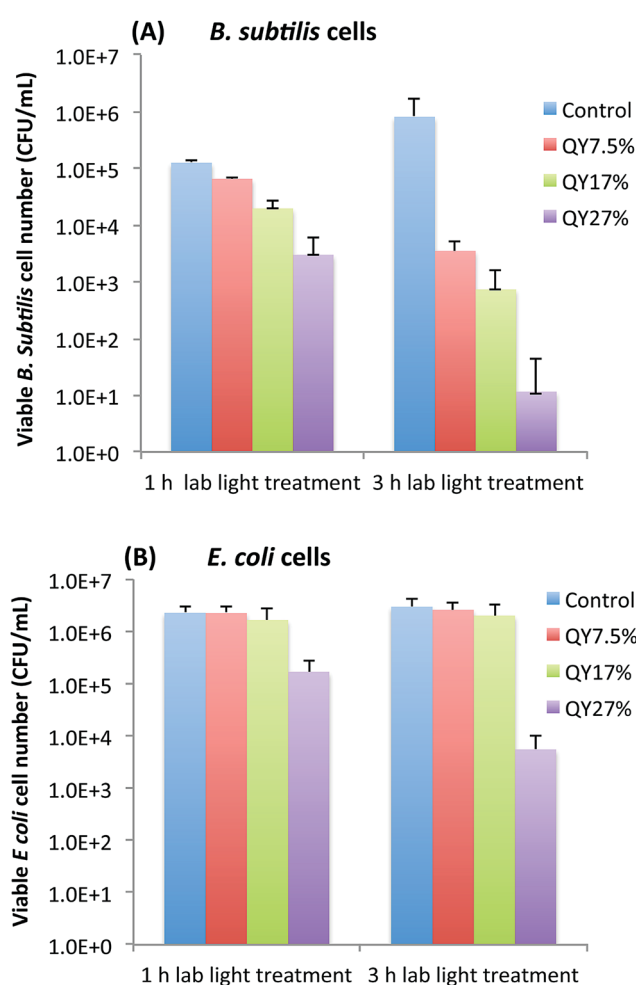 (A) B. subtilis cells
Viable B. Subtilis cell number (CFU/mL)
1.0E+7
1.0E+6
1.0E+5
1.0E+4
1.0E+3
1.0E+2
1.0E+1
1.0E+0
Control
QY7.5%
QY17%
QY27%
1 h lab light treatment
3 h lab light treatment
(B) E. coli cells
Viable E coli cell number (CFU/mL)
1.0E+7
1.0E+6
1.0E+5
1.0E+4
1.0E+3
1.0E+2
1.0E+1
1.0E+0
Control
QY7.5%
QY17%
QY27%
1 h lab light treatment
3 h lab light treatment